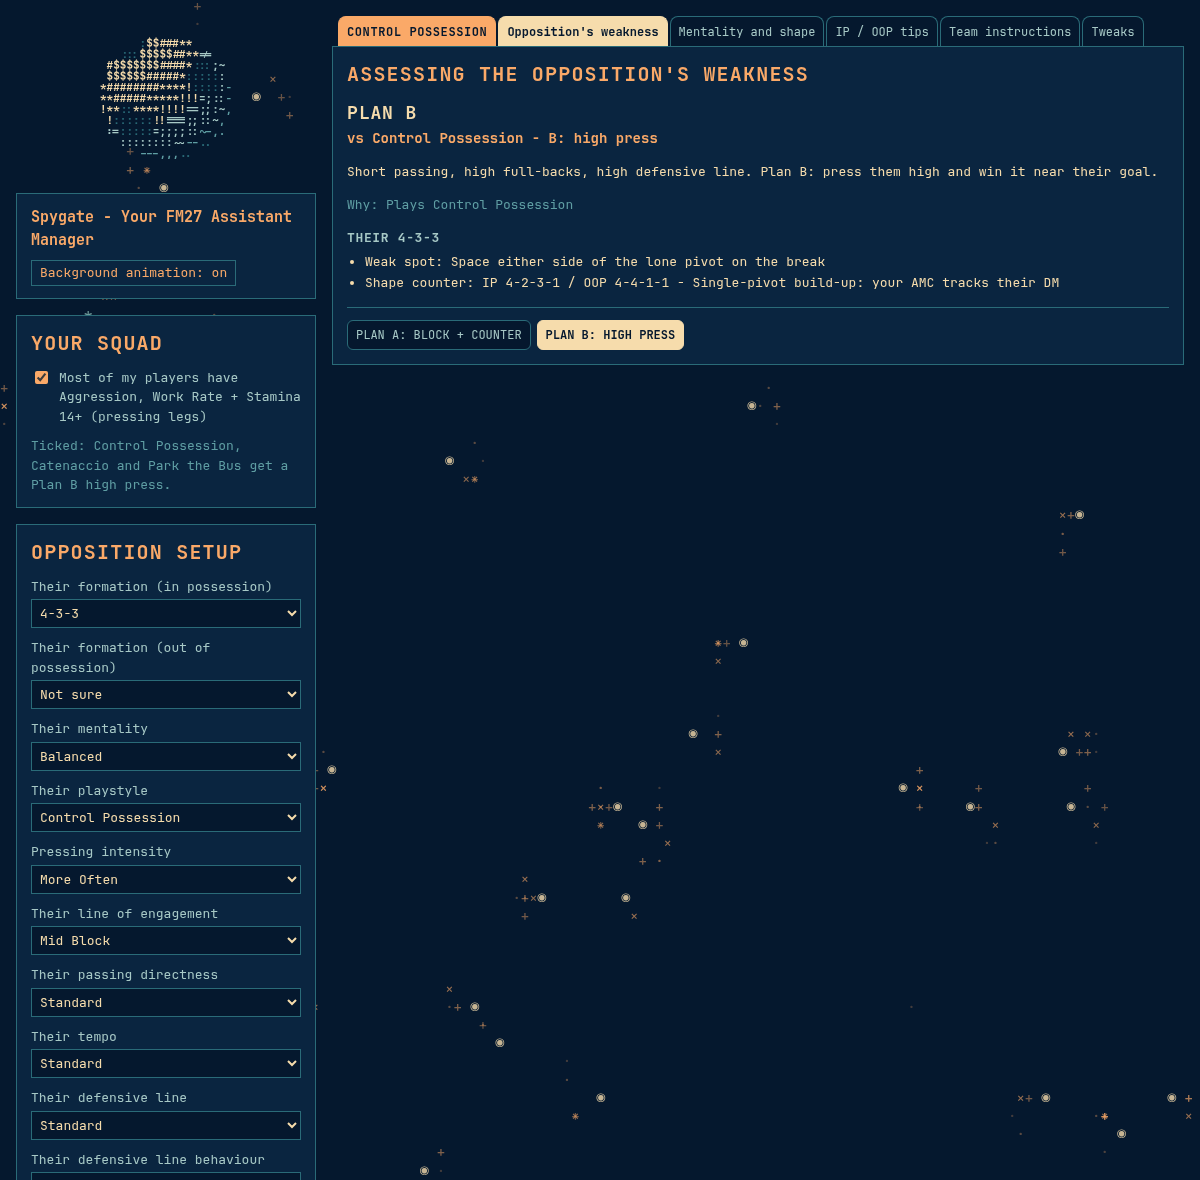 Spygate - Your FM27 Assistant
Manager
Background animation: on
YOUR SQUAD
Most of my players have
Aggression, Work Rate + Stamina
14+ (pressing legs)
Ticked: Control Possession,
Catenaccio and Park the Bus get a
Plan B high press.
OPPOSITION SETUP
Their formation (in possession)
4-3-3
Their formation (out of
possession)
Not sure
Their mentality
Balanced
Their playstyle
Control Possession
Pressing intensity
More Often
Their line of engagement
Mid Block
Their passing directness
Standard
Their tempo
Standard
Their defensive line
Standard
Their defensive line behaviour
CONTROL POSSESSION
Opposition's weakness
Mentality and shape
IP / OOP tips
Team instructions
Tweaks
ASSESSING THE OPPOSITION'S WEAKNESS
PLAN B
vs Control Possession - B: high press
Short passing, high full-backs, high defensive line. Plan B: press them high and win it near their goal.
Why: Plays Control Possession
THEIR 4-3-3
• Weak spot: Space either side of the lone pivot on the break
• Shape counter: IP 4-2-3-1 / OOP 4-4-1-1 - Single-pivot build-up: your AMC tracks their DM
PLAN A: BLOCK + COUNTER
PLAN B: HIGH PRESS